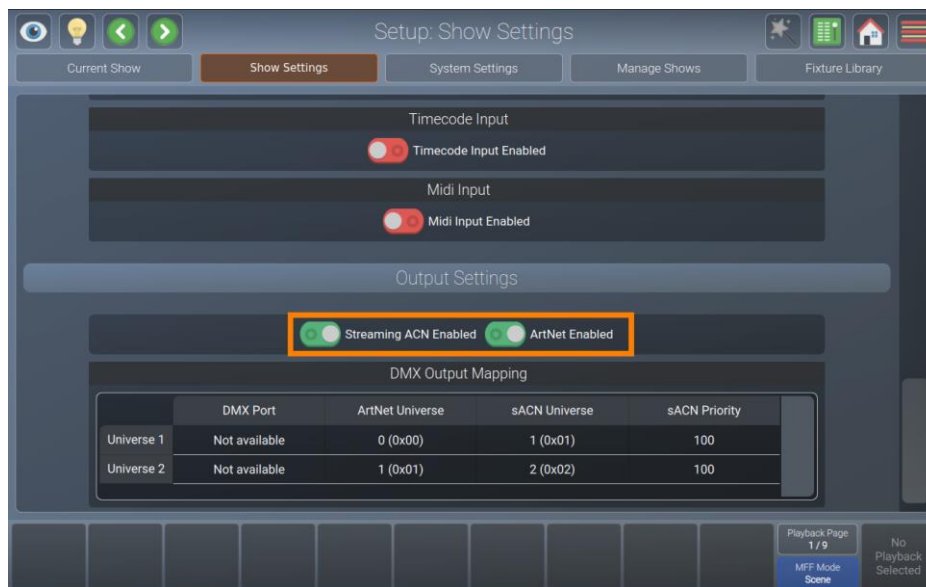 Setup: Show Settings
Current Show
Show Settings
System Settings
Manage Shows
Fixture Library
Timecode Input
Timecode Input Enabled
Midi Input
Midi Input Enabled
Output Settings
Streaming ACN Enabled ArtNet Enabled
DMX Output Mapping
DMX Port ArtNet Universe sACN Universe sACN Priority
Universe 1 Not available 0 (0x00) 1 (0x01) 100
Universe 2 Not available 1 (0x01) 2 (0x02) 100
Playback Page
1 / 9
MFF Mode
Scene
No
Playback
Selected